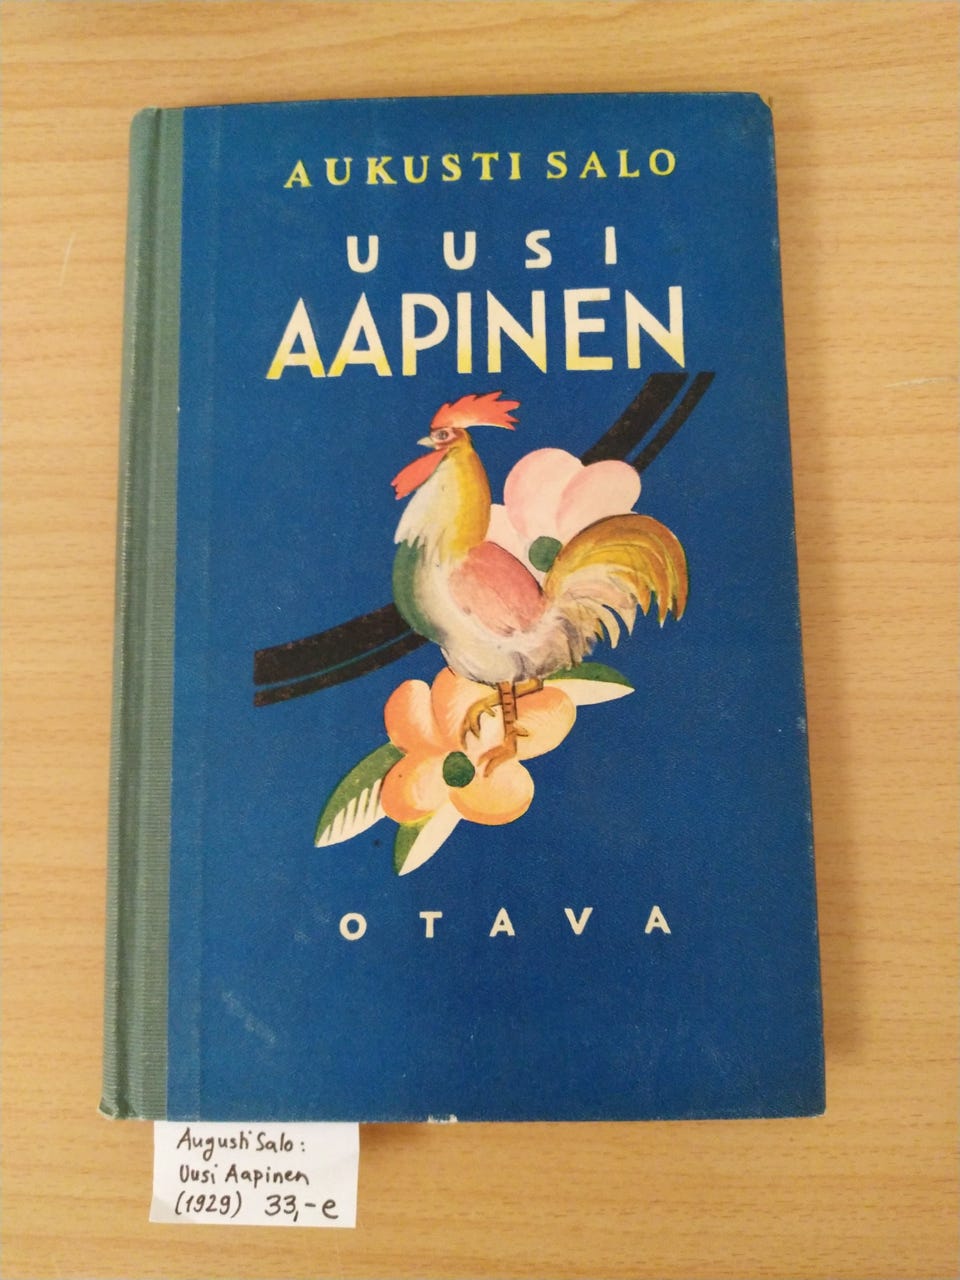 AUKUSTI SALO
UUSI
AAPINEN
OTAVA
Augusti Salo:
Uusi Aapinen
(1929) 33,-e